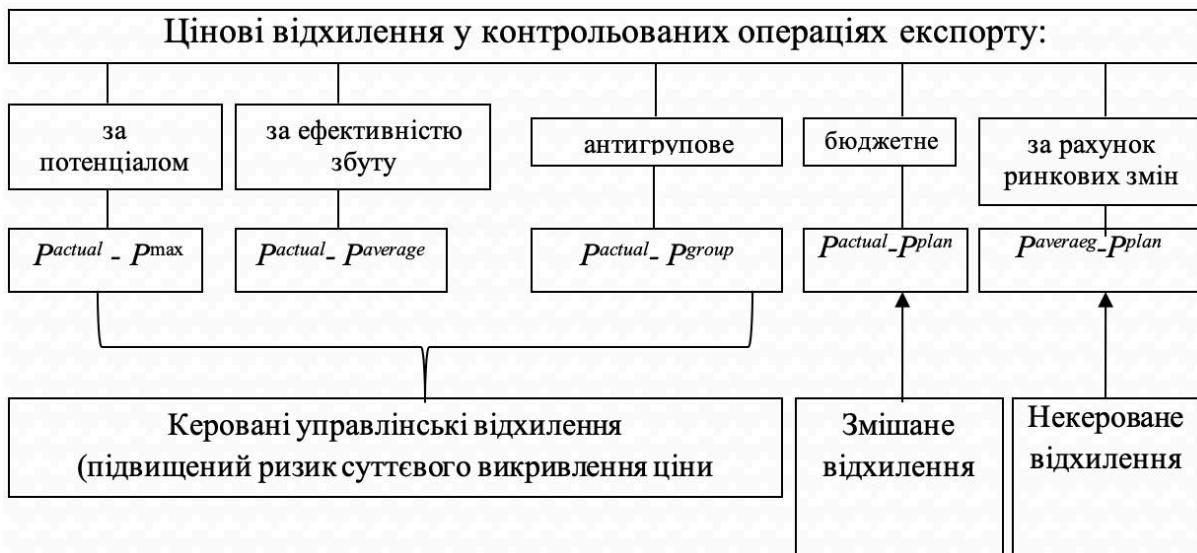 Цінові відхилення у контрольованих операціях експорту:
за
потенціалом
за ефективністю
збуту
антигрупове
бюджетне
за рахунок
ринкових змін
Pactual - Pmax
Pactual- Paverage
Pactual- Pgroup
Pactual-Pplan
Paveraeg-Pplan
Керовані управлінські відхилення
(підвищений ризик суттєвого викривлення ціни
Змішане
відхилення
Некероване
відхилення